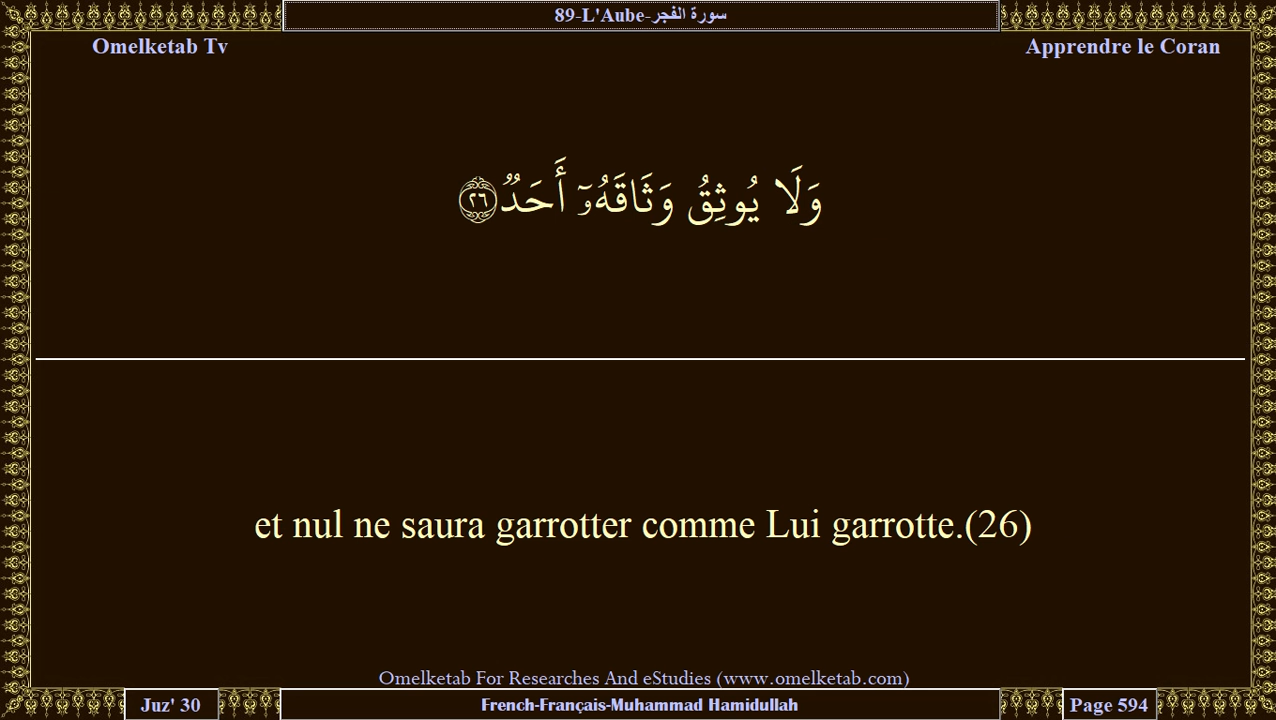 89-L'Aube-سورة الفجر
Omelketab Tv
Apprendre le Coran
وَلَا يُوثِقُ وَثَاقَهُۥٓ أَحَدٌۭ ٢٦
et nul ne saura garrotter comme Lui garrotte.(26)
Omelketab For Researches And eStudies (www.omelketab.com)
Juz' 30
French-Français-Muhammad Hamidullah
Page 594